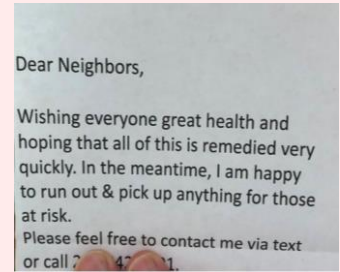 Dear Neighbors,
Wishing everyone great health and
hoping that all of this is remedied very
quickly. In the meantime, I am happy
to run out & pick up anything for those
at risk.
Please feel free to contact me via text
or call